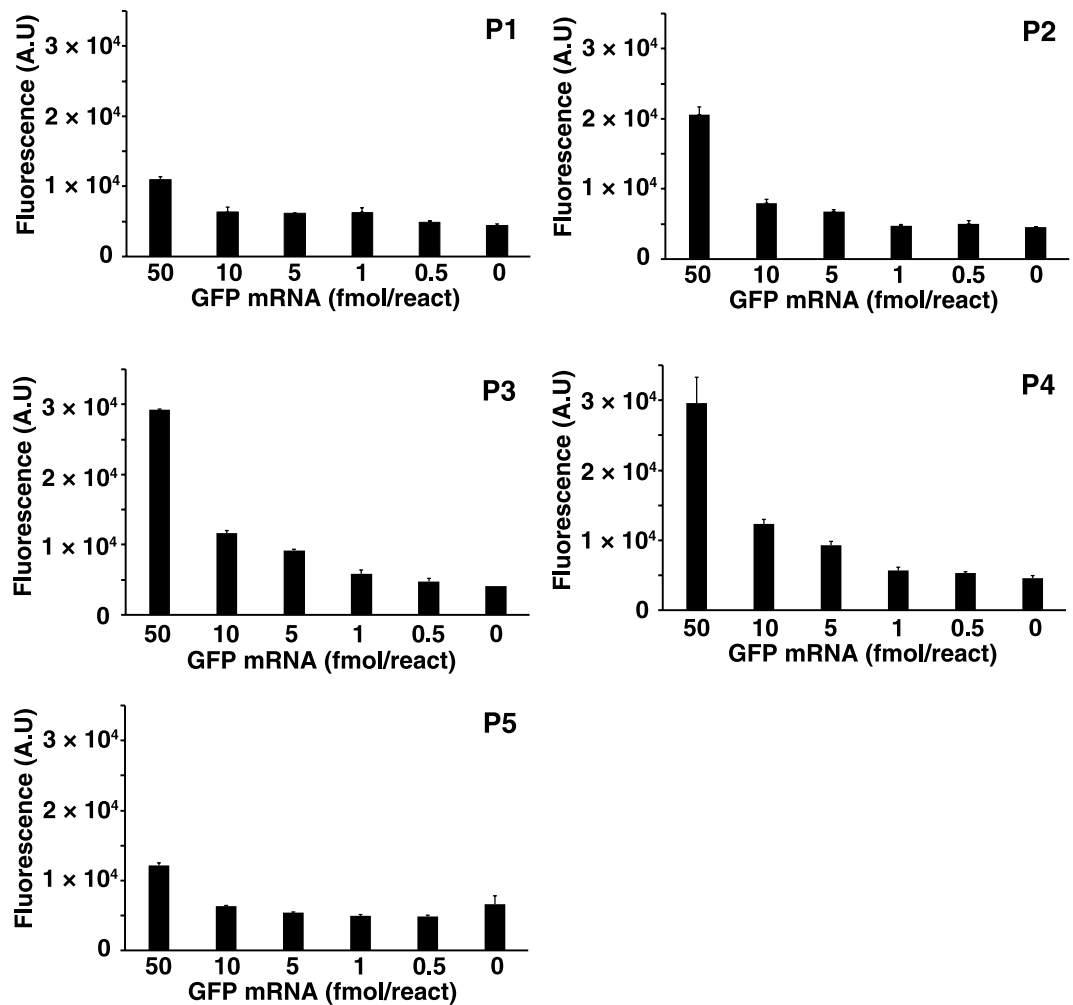 P1
Fluorescence (A.U)
3 × 10⁴
2 × 10⁴
1 × 10⁴
0
50 10 5 1 0.5 0
GFP mRNA (fmol/react)
P2
Fluorescence (A.U)
3 × 10⁴
2 × 10⁴
1 × 10⁴
0
50 10 5 1 0.5 0
GFP mRNA (fmol/react)
P3
Fluorescence (A.U)
3 × 10⁴
2 × 10⁴
1 × 10⁴
0
50 10 5 1 0.5 0
GFP mRNA (fmol/react)
P4
Fluorescence (A.U)
3 × 10⁴
2 × 10⁴
1 × 10⁴
0
50 10 5 1 0.5 0
GFP mRNA (fmol/react)
P5
Fluorescence (A.U)
3 × 10⁴
2 × 10⁴
1 × 10⁴
0
50 10 5 1 0.5 0
GFP mRNA (fmol/react)